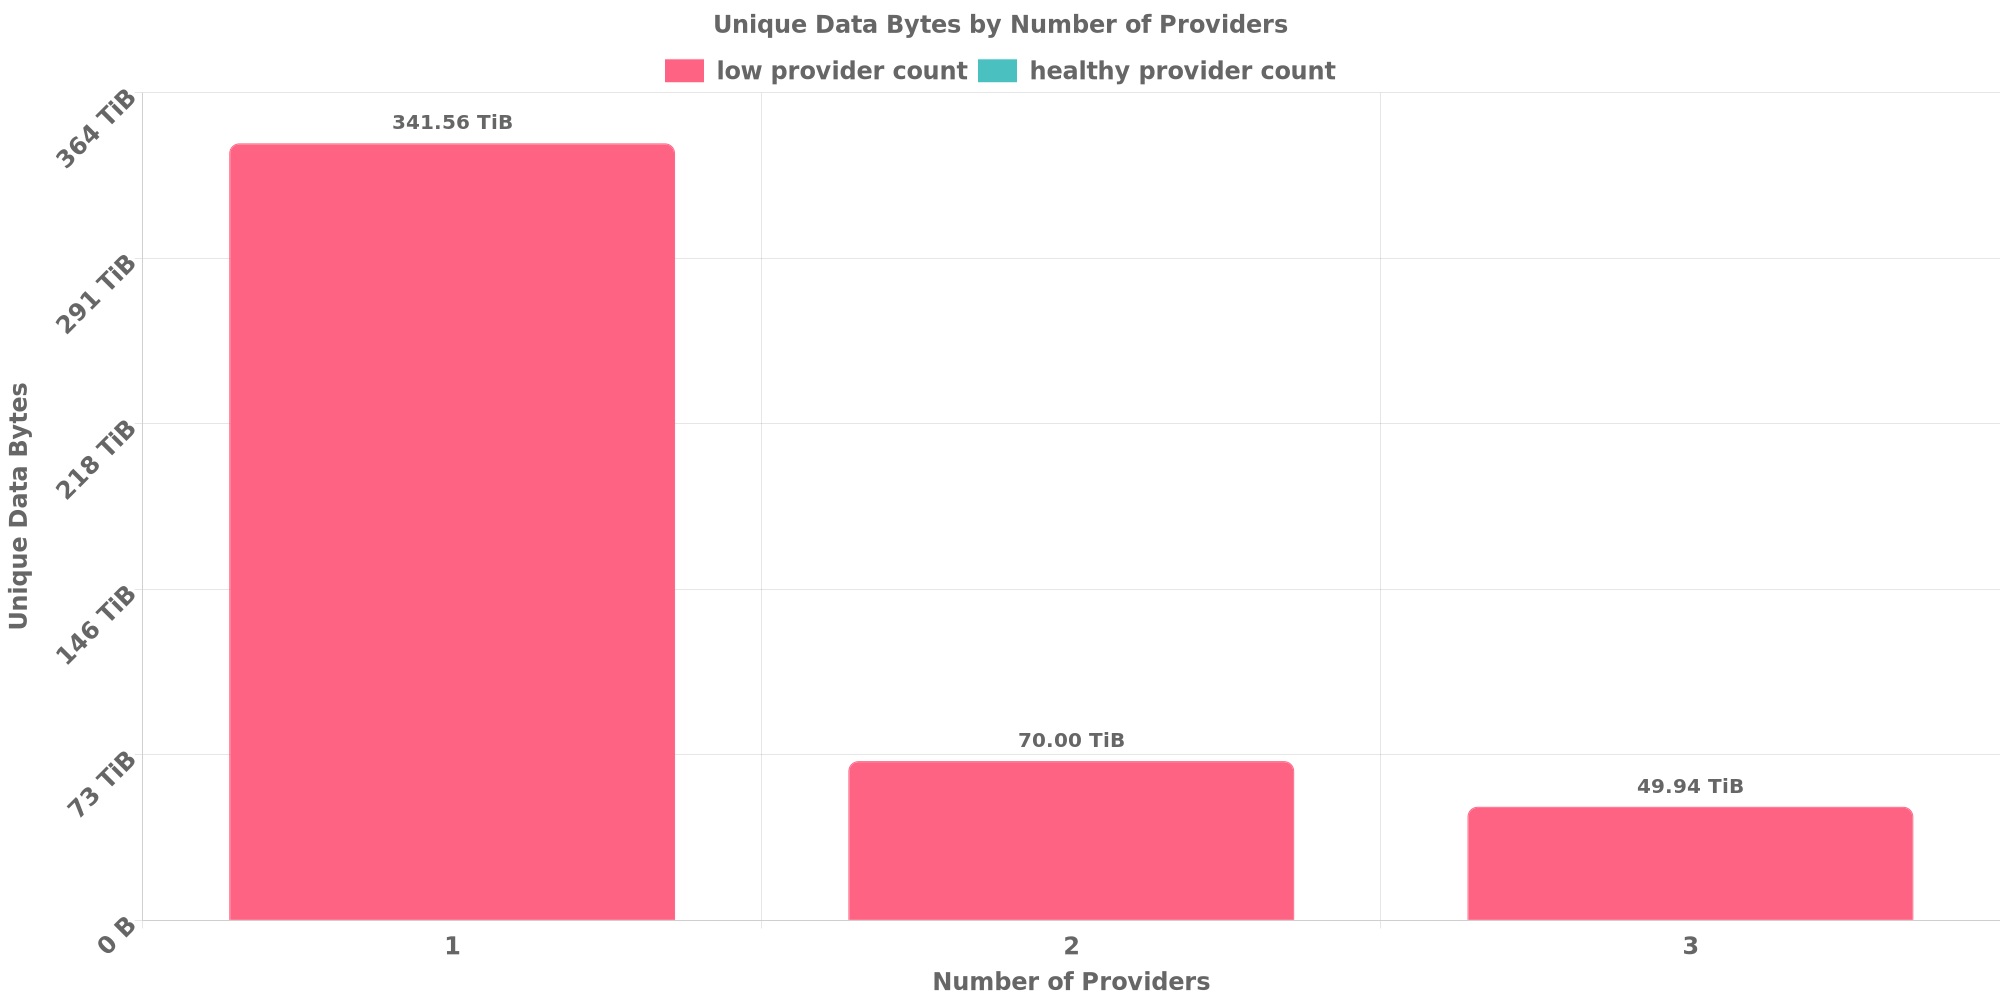 Unique Data Bytes by Number of Providers
low provider count healthy provider count
364 TiB
341.56 TiB
291 TiB
218 TiB
146 TiB
73 TiB
70.00 TiB
49.94 TiB
0 B
Unique Data Bytes
1 2 3
Number of Providers